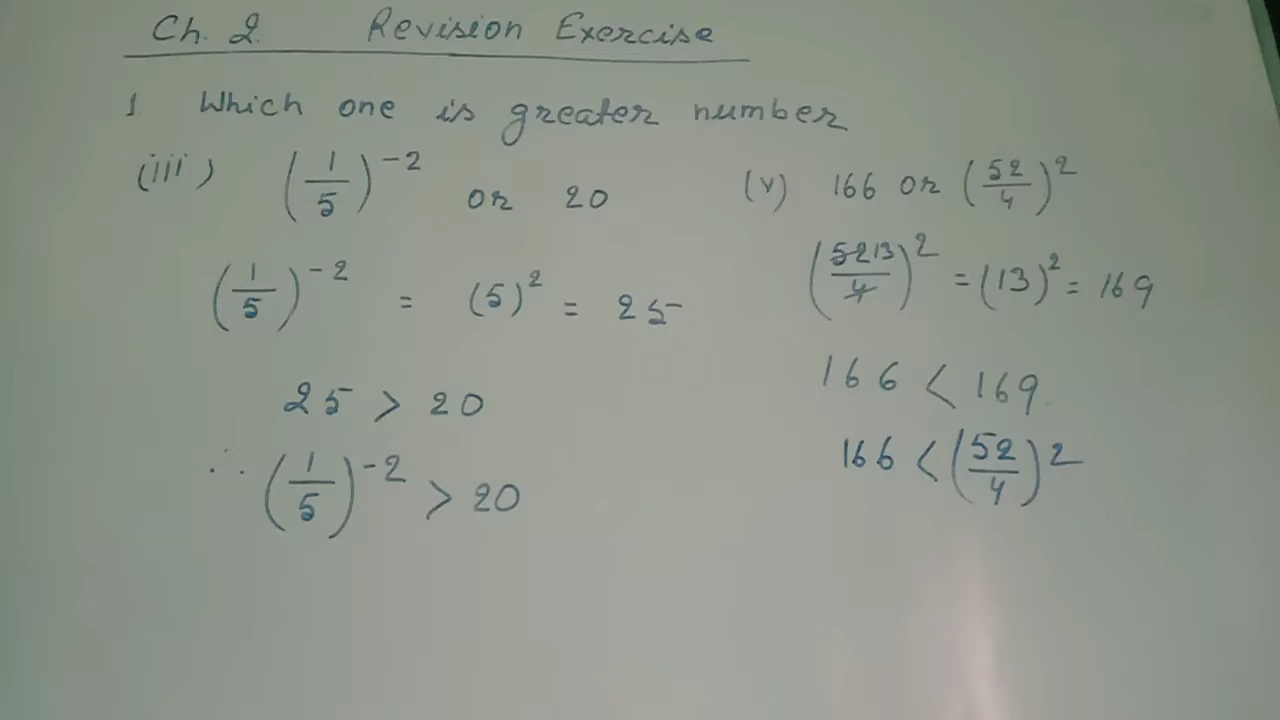 Ch. 2. Revision Exercise
1 Which one is greater number
(iii) (1/5)^-2 or 20
(1/5)^-2 = (5)^2 = 25
25 > 20
∴ (1/5)^-2 > 20
(v) 166 or (52/4)^2
(52 13/4)^2 = (13)^2 = 169
166 < 169
166 < (52/4)^2